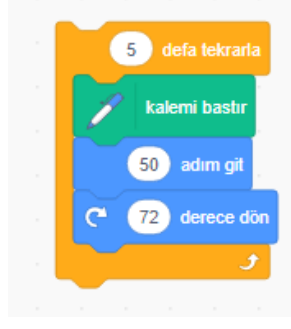 5 defa tekrarla
kalemi bastır
50 adım git
72 derece dön